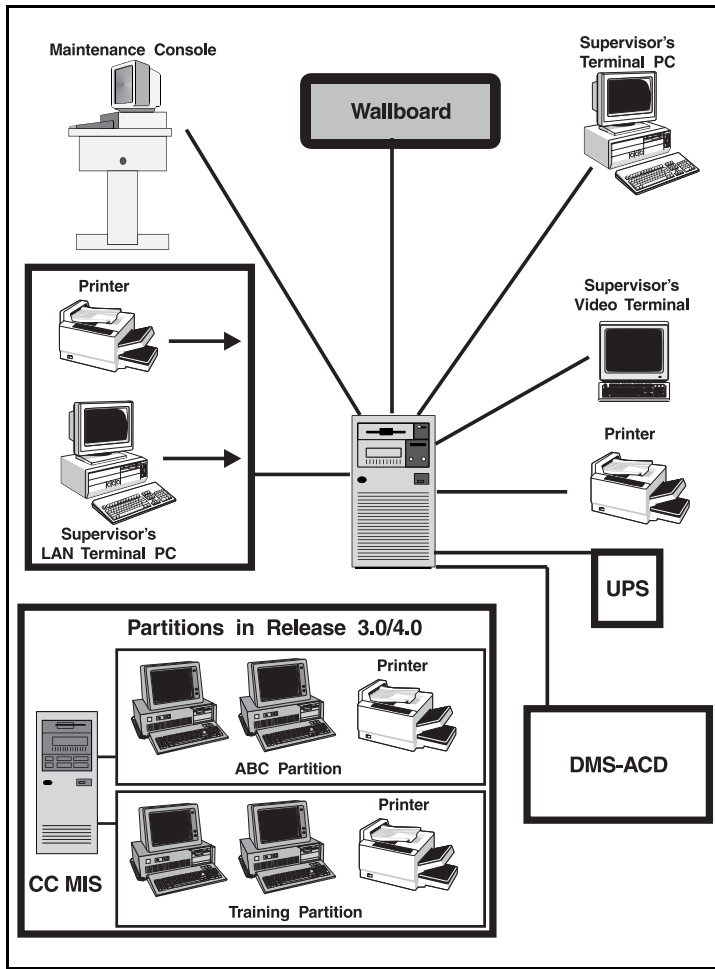 Maintenance Console
Wallboard
Supervisor's
Terminal PC
Printer
Supervisor's
LAN Terminal PC
Supervisor's
Video Terminal
Printer
UPS
DMS-ACD
Partitions in Release 3.0/4.0
Printer
ABC Partition
Printer
CC MIS
Training Partition